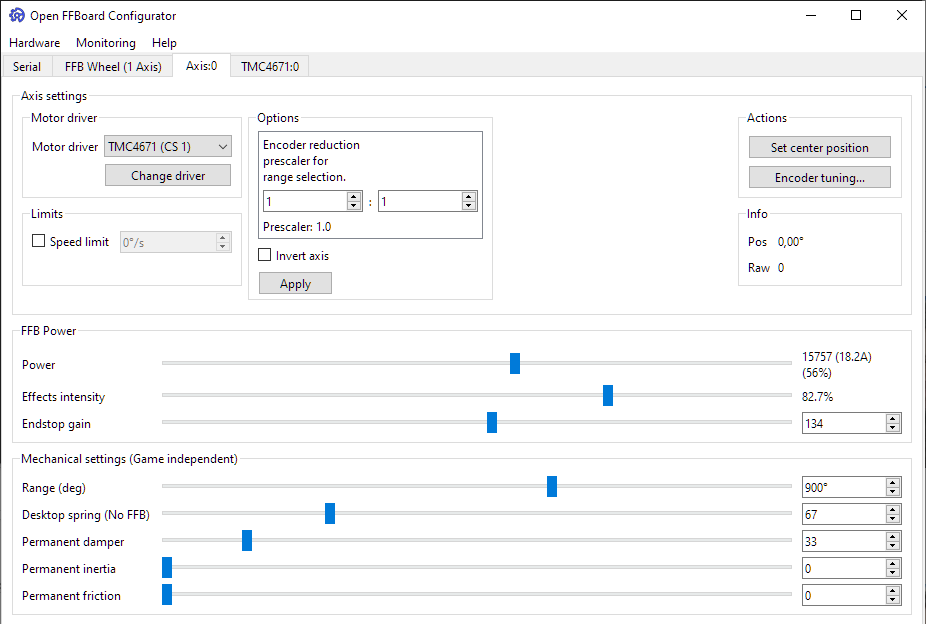 Open FFBoard Configurator
Hardware Monitoring Help
Serial FFB Wheel (1 Axis) Axis:0 TMC4671:0
Axis settings
Motor driver
Motor driver TMC4671 (CS 1)
Change driver
Limits
Speed limit 0°/s
Options
Encoder reduction
prescaler for
range selection.
1 : 1
Prescaler: 1.0
Invert axis
Apply
Actions
Set center position
Encoder tuning...
Info
Pos 0,00°
Raw 0
FFB Power
Power 15757 (18.2A)
(56%)
Effects intensity 82.7%
Endstop gain 134
Mechanical settings (Game independent)
Range (deg) 900°
Desktop spring (No FFB) 67
Permanent damper 33
Permanent inertia 0
Permanent friction 0